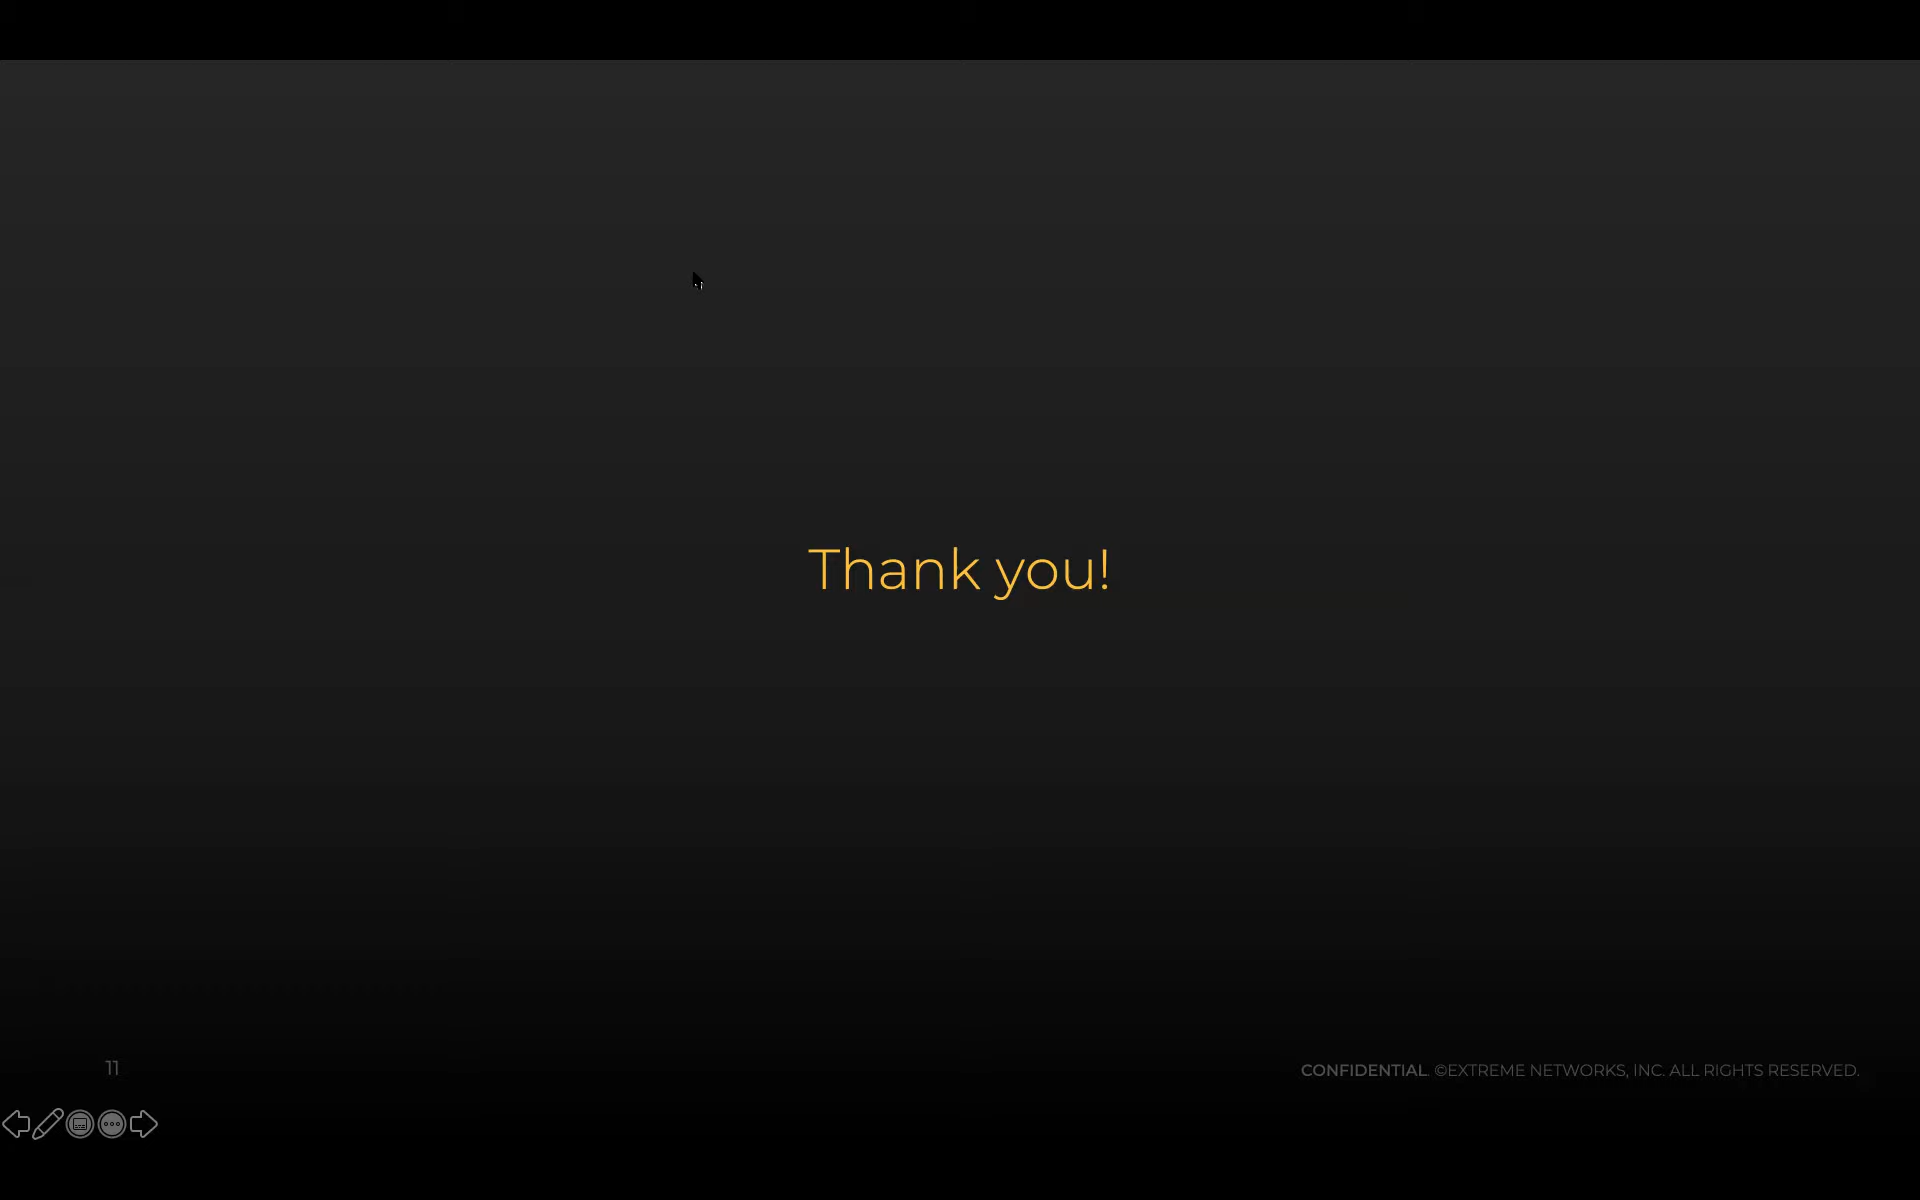 Thank you!
11
CONFIDENTIAL. ©EXTREME NETWORKS, INC. ALL RIGHTS RESERVED.